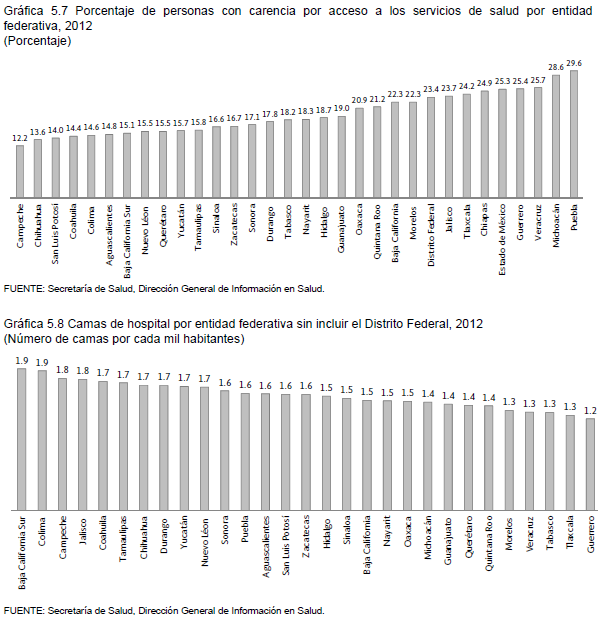 Gráfica 5.7 Porcentaje de personas con carencia por acceso a los servicios de salud por entidad
federativa, 2012
(Porcentaje)
12.2 13.6 14.0 14.4 14.6 14.8 15.1 15.5 15.5 15.7 15.8 16.6 16.7 17.1 17.8 18.2 18.3 18.7 19.0 20.9 21.2 22.3 22.3 23.4 23.7 24.2 24.9 25.3 25.4 25.7 28.6 29.6
Campeche
Chihuahua
San Luis Potosí
Coahuila
Colima
Aguascalientes
Baja California Sur
Nuevo Léon
Querétaro
Yucatán
Tamaulipas
Sinaloa
Zacatecas
Sonora
Durango
Tabasco
Nayarit
Hidalgo
Guanajuato
Oaxaca
Quintana Roo
Baja California
Morelos
Distrito Federal
Jalisco
Tlaxcala
Chiapas
Estado de México
Guerrero
Veracruz
Michoacán
Puebla
FUENTE: Secretaría de Salud, Dirección General de Información en Salud.
Gráfica 5.8 Camas de hospital por entidad federativa sin incluir el Distrito Federal, 2012
(Número de camas por cada mil habitantes)
1.9 1.9 1.8 1.8 1.7 1.7 1.7 1.7 1.7 1.7 1.6 1.6 1.6 1.6 1.6 1.5 1.5 1.5 1.5 1.5 1.4 1.4 1.4 1.4 1.3 1.3 1.3 1.3 1.2
Baja California Sur
Colima
Campeche
Jalisco
Coahuila
Tamaulipas
Chihuahua
Durango
Yucatán
Nuevo Léon
Sonora
Puebla
Aguascalientes
San Luis Potosí
Zacatecas
Hidalgo
Sinaloa
Baja California
Nayarit
Oaxaca
Michoacán
Guanajuato
Querétaro
Quintana Roo
Morelos
Veracruz
Tabasco
Tlaxcala
Guerrero
FUENTE: Secretaría de Salud, Dirección General de Información en Salud.